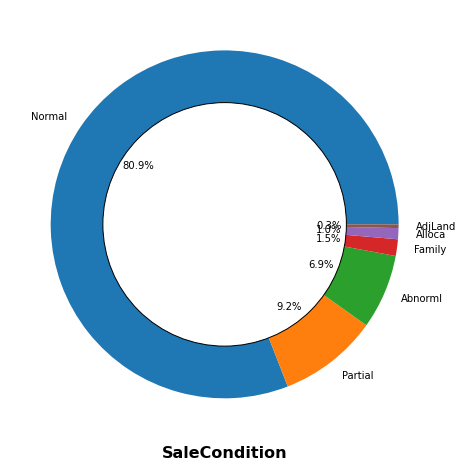 Normal
80.9%
0.3%
AdjLand
1.0%
Alloca
1.5%
Family
6.9%
Abnorml
9.2%
Partial
SaleCondition